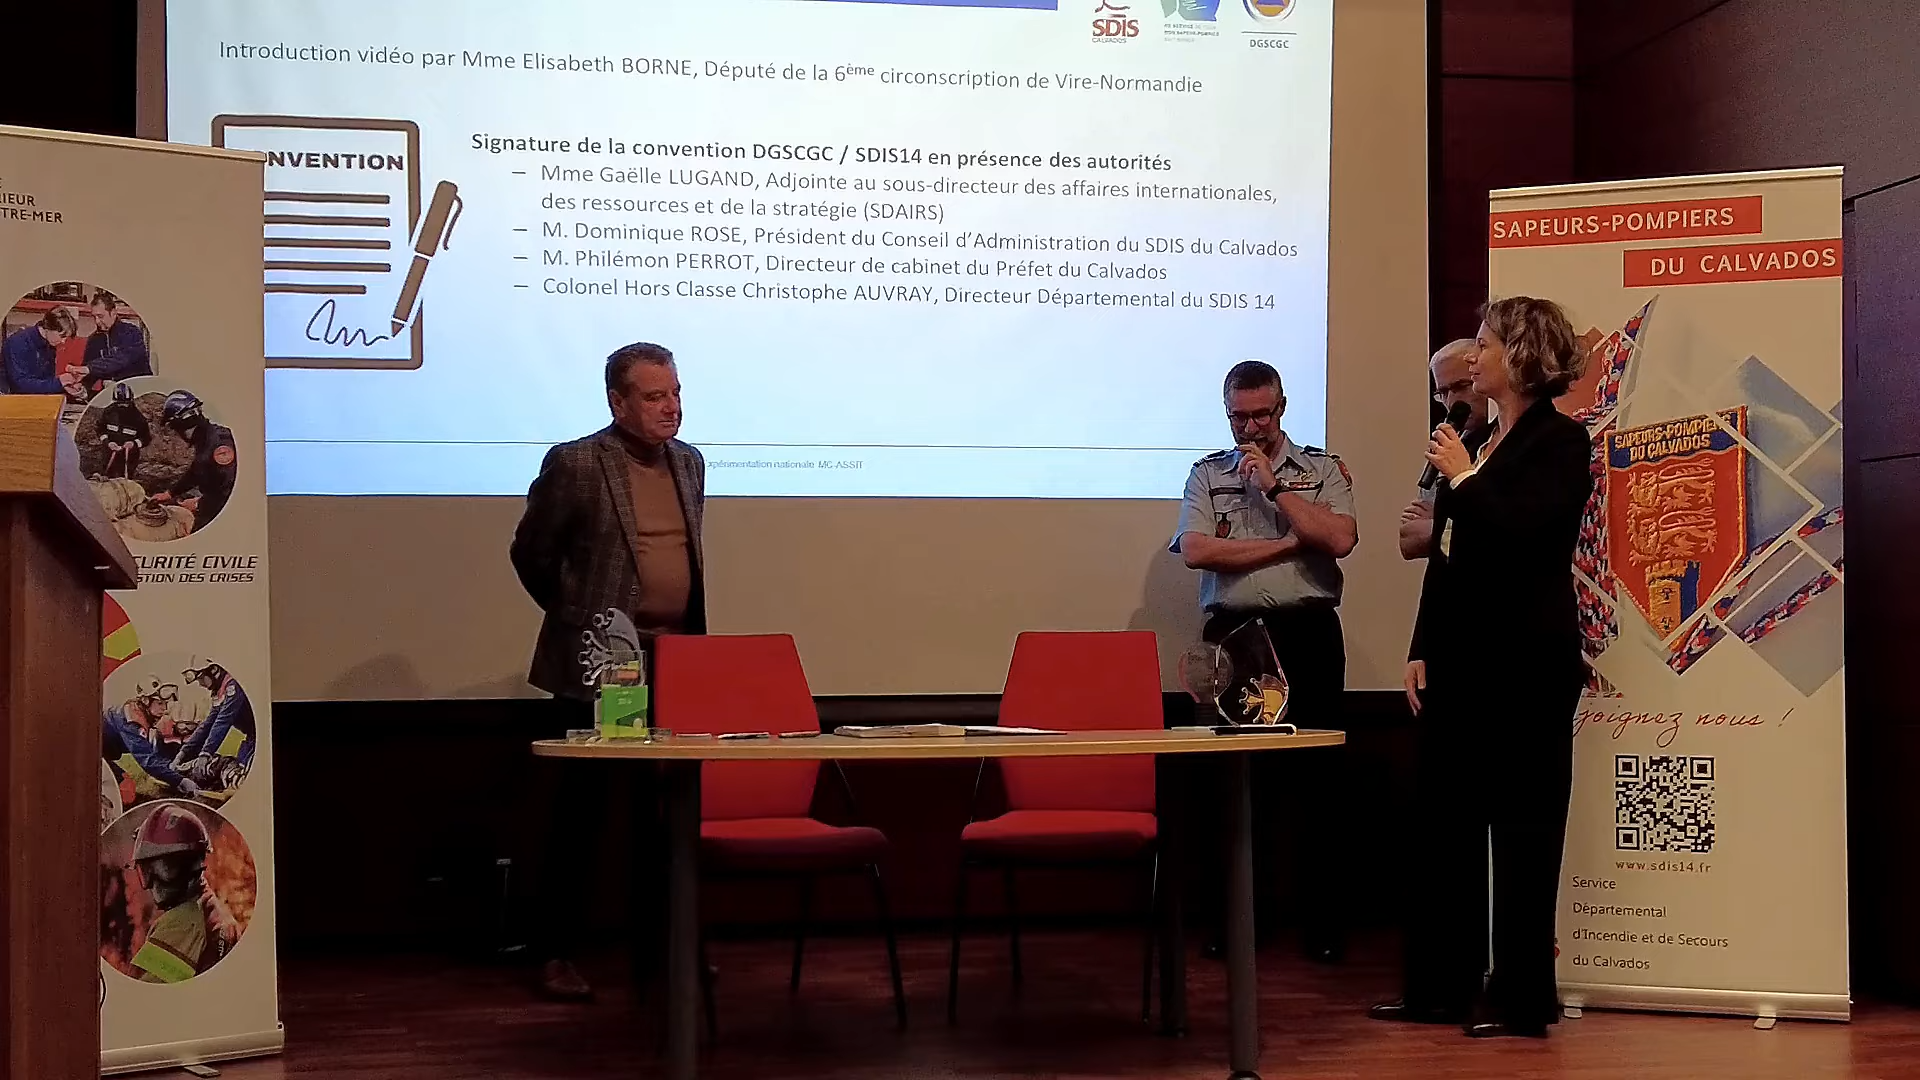 SDIS
CALVADOS
DGSCGC
Introduction vidéo par Mme Elisabeth BORNE, Député de la 6ème circonscription de Vire-Normandie
NVENTION
Signature de la convention DGSCGC / SDIS14 en présence des autorités
– Mme Gaëlle LUGAND, Adjointe au sous-directeur des affaires internationales,
des ressources et de la stratégie (SDAIRS)
– M. Dominique ROSE, Président du Conseil d'Administration du SDIS du Calvados
– M. Philémon PERROT, Directeur de cabinet du Préfet du Calvados
– Colonel Hors Classe Christophe AUVRAY, Directeur Départemental du SDIS 14
xpérimentation nationale MC-ASSIT
IEUR
TRE-MER
CURITÉ CIVILE
STION DES CRISES
SAPEURS-POMPIERS
DU CALVADOS
SAPEURS-POMPIE
DU CALVADOS
joignez nous !
www.sdis14.fr
Service
Départemental
d'Incendie et de Secours
du Calvados